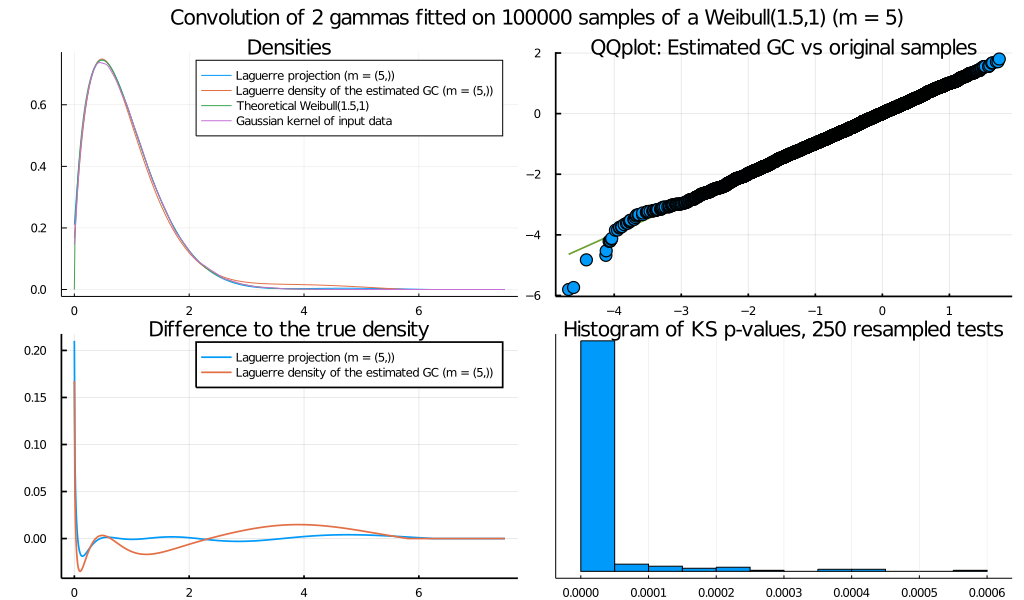 Convolution of 2 gammas fitted on 100000 samples of a Weibull(1.5,1) (m = 5)
Densities
Laguerre projection (m = (5,))
Laguerre density of the estimated GC (m = (5,))
Theoretical Weibull(1.5,1)
Gaussian kernel of input data
0.6
0.4
0.2
0.0
0 2 4 6
QQplot: Estimated GC vs original samples
2
0
−2
−4
−6
−4 −3 −2 −1 0 1
Difference to the true density
Laguerre projection (m = (5,))
Laguerre density of the estimated GC (m = (5,))
0.20
0.15
0.10
0.05
0.00
0 2 4 6
Histogram of KS p-values, 250 resampled tests
0.0000 0.0001 0.0002 0.0003 0.0004 0.0005 0.0006